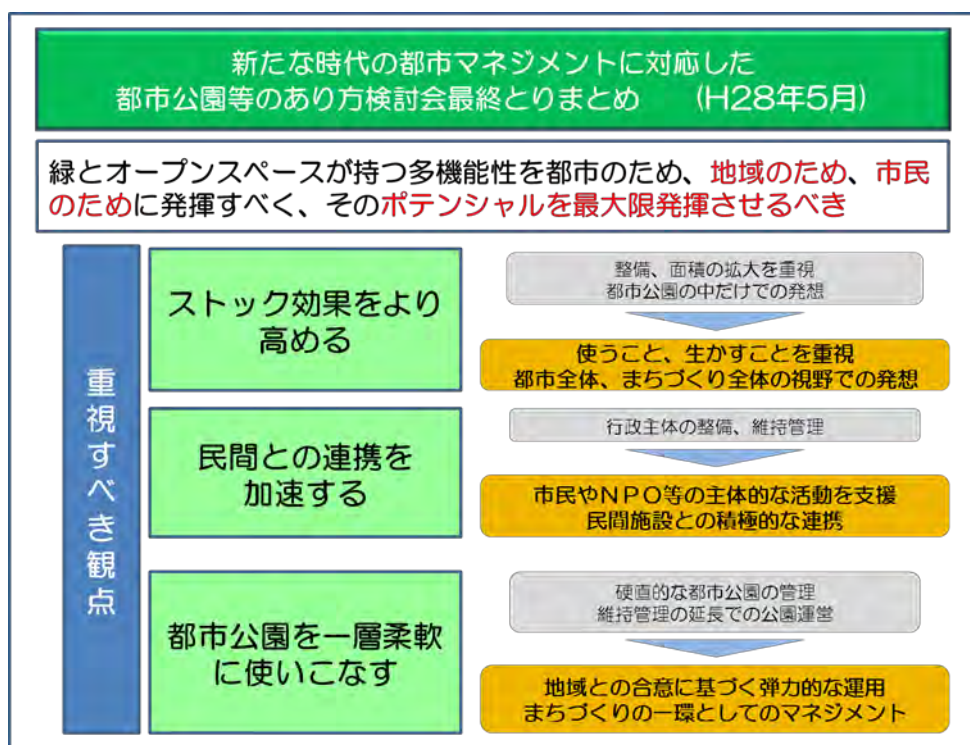 新たな時代の都市マネジメントに対応した
都市公園等のあり方検討会最終とりまとめ (H28年5月)
緑とオープンスペースが持つ多機能性を都市のため、地域のため、市民
のために発揮すべく、そのポテンシャルを最大限発揮させるべき
重視すべき観点
ストック効果をより
高める
整備、面積の拡大を重視
都市公園の中だけでの発想
使うこと、生かすことを重視
都市全体、まちづくり全体の視野での発想
民間との連携を
加速する
行政主体の整備、維持管理
市民やNPO等の主体的な活動を支援
民間施設との積極的な連携
都市公園を一層柔軟
に使いこなす
硬直的な都市公園の管理
維持管理の延長での公園運営
地域との合意に基づく弾力的な運用
まちづくりの一環としてのマネジメント